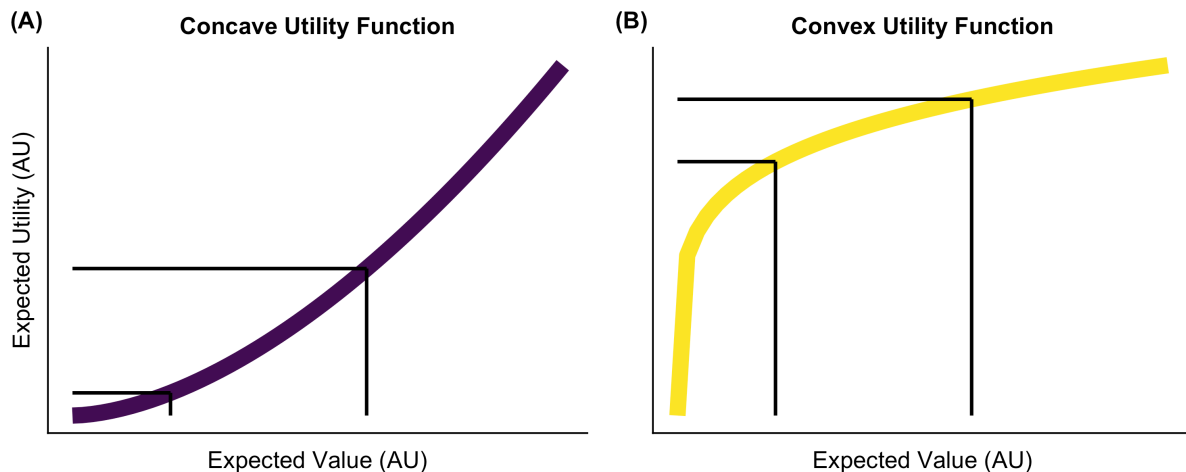 (A)
Concave Utility Function
Expected Utility (AU)
Expected Value (AU)
(B)
Convex Utility Function
Expected Value (AU)